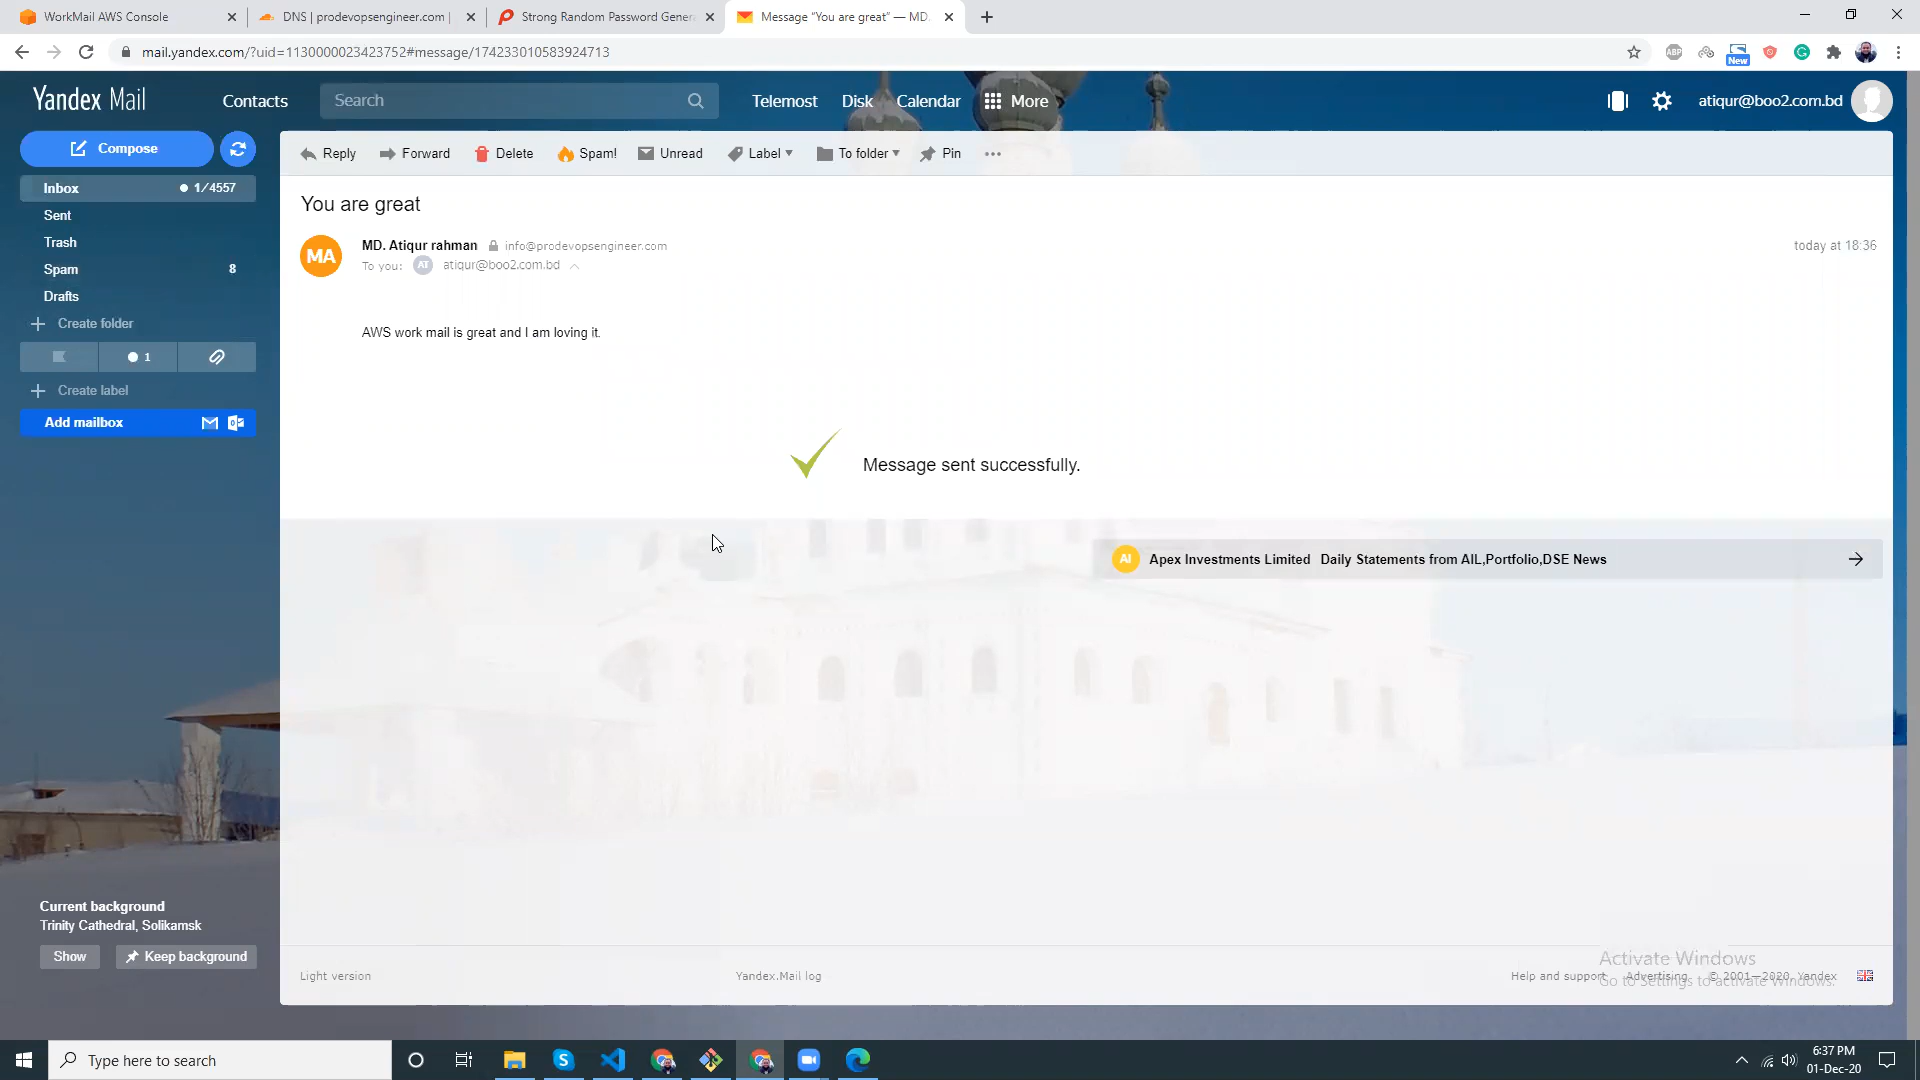 WorkMail AWS Console
DNS | prodevopsengineer.com |
Strong Random Password Gener
Message “You are great” — MD.
mail.yandex.com/?uid=1130000023423752#message/174233010583924713
ABP
New
Yandex Mail
Contacts
Search
Telemost
Disk
Calendar
More
atiqur@boo2.com.bd
Compose
Reply
Forward
Delete
Spam!
Unread
Label
To folder
Pin
Inbox 1/4557
Sent
Trash
Spam 8
Drafts
Create folder
1
Create label
Add mailbox
You are great
MA
MD. Atiqur rahman info@prodevopsengineer.com
today at 18:36
To you: AT atiqur@boo2.com.bd
AWS work mail is great and I am loving it.
Message sent successfully.
AI Apex Investments Limited Daily Statements from AIL,Portfolio,DSE News
Current background
Trinity Cathedral, Solikamsk
Show
Keep background
Light version
Yandex.Mail log
Help and support
Advertising
© 2001—2020, Yandex
Activate Windows
Go to Settings to activate Windows.
Type here to search
6:37 PM
01-Dec-20